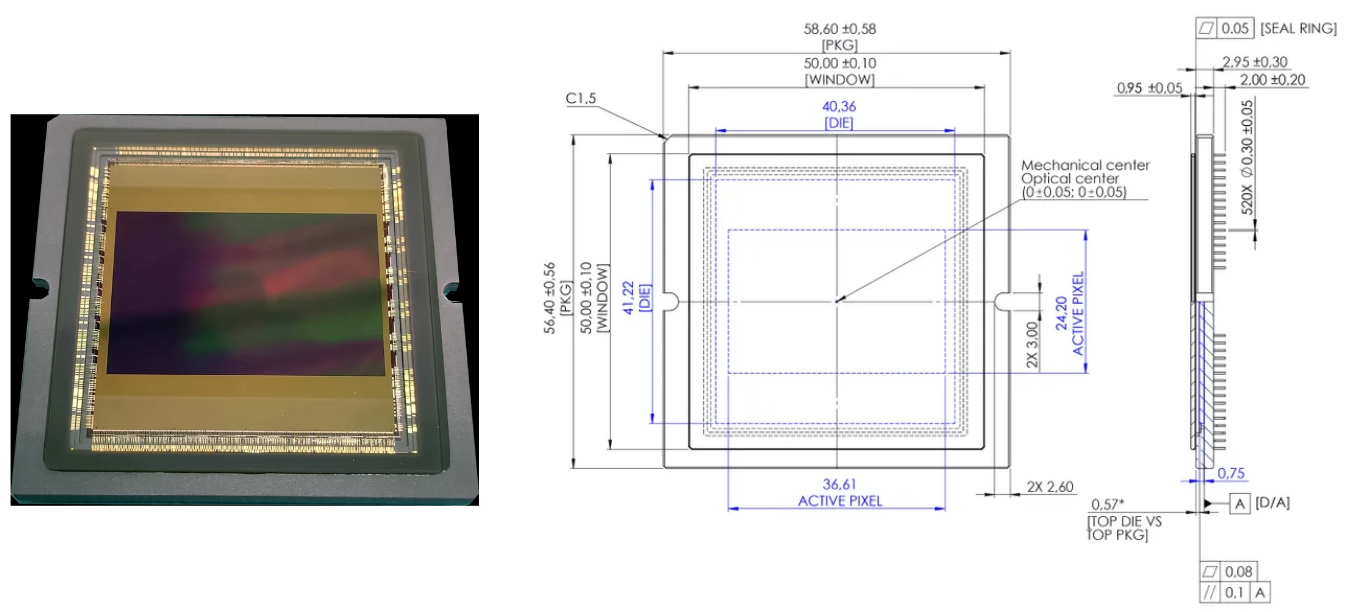 58,60 ±0,58
[PKG]
50,00 ±0,10
[WINDOW]
40,36
[DIE]
C1,5
Mechanical center
Optical center
(0±0,05; 0±0,05)
56,40 ±0,56
[PKG]
50,00 ±0,10
[WINDOW]
41,22
[DIE]
24,20
ACTIVE PIXEL
2X 3,00
36,61
ACTIVE PIXEL
2X 2,60
0.05 [SEAL RING]
2,95 ±0,30
2,00 ±0,20
0,95 ±0,05
520X ∅0.30 ±0,05
0,75
0.57*
[TOP DIE VS
TOP PKG]
A [D/A]
0,08
// 0,1 A